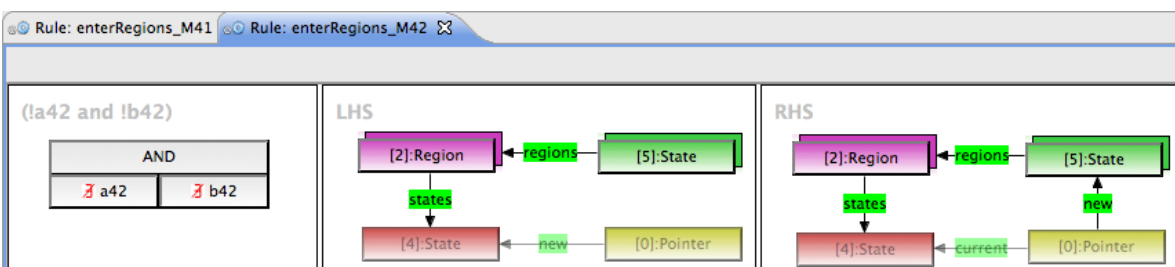 Rule: enterRegions_M41 Rule: enterRegions_M42
(!a42 and !b42)
AND
∄ a42 ∄ b42
LHS
[2]:Region regions [5]:State
states
[4]:State new [0]:Pointer
RHS
[2]:Region regions [5]:State
states new
[4]:State current [0]:Pointer